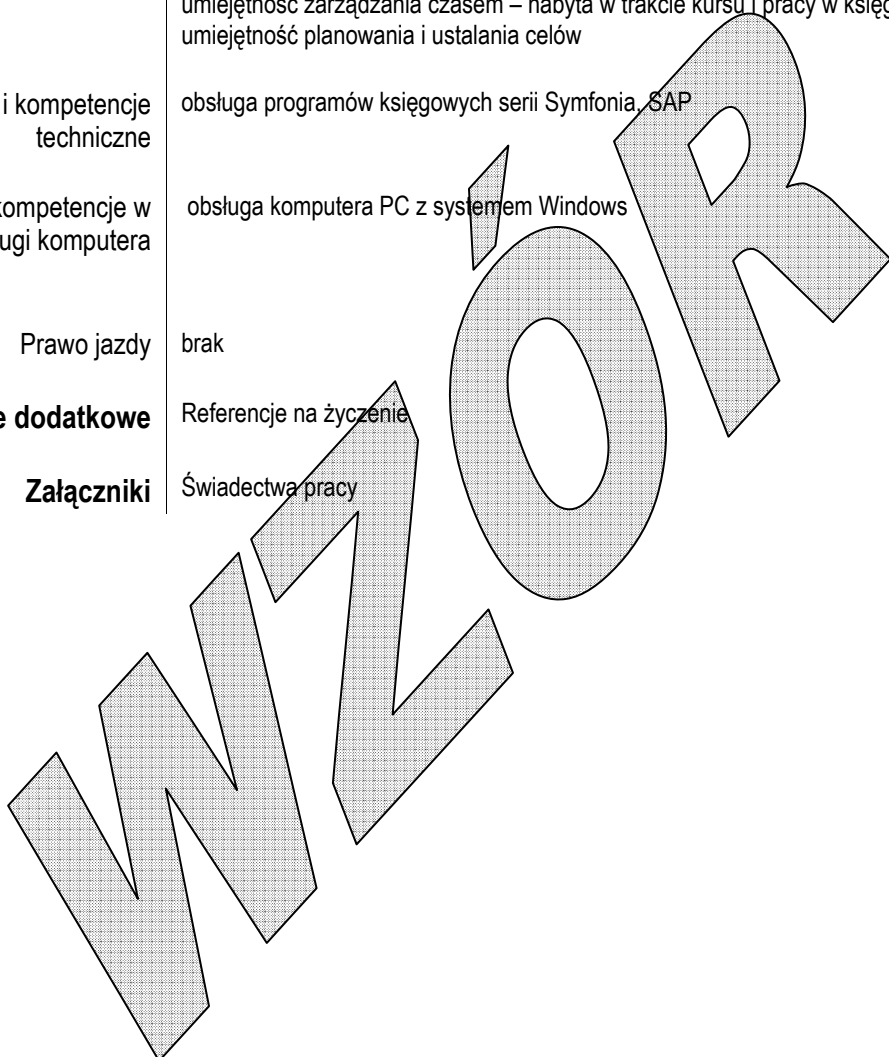 umiejętność zarządzania czasem – nabyta w trakcie kursu i pracy w księg
umiejętność planowania i ustalania celów
i kompetencje
techniczne
obsługa programów księgowych serii Symfonia, SAP
kompetencje w
ugi komputera
obsługa komputera PC z systemem Windows
Prawo jazdy
brak
e dodatkowe
Referencje na życzenie
Załączniki
Świadectwa pracy
WZÓR